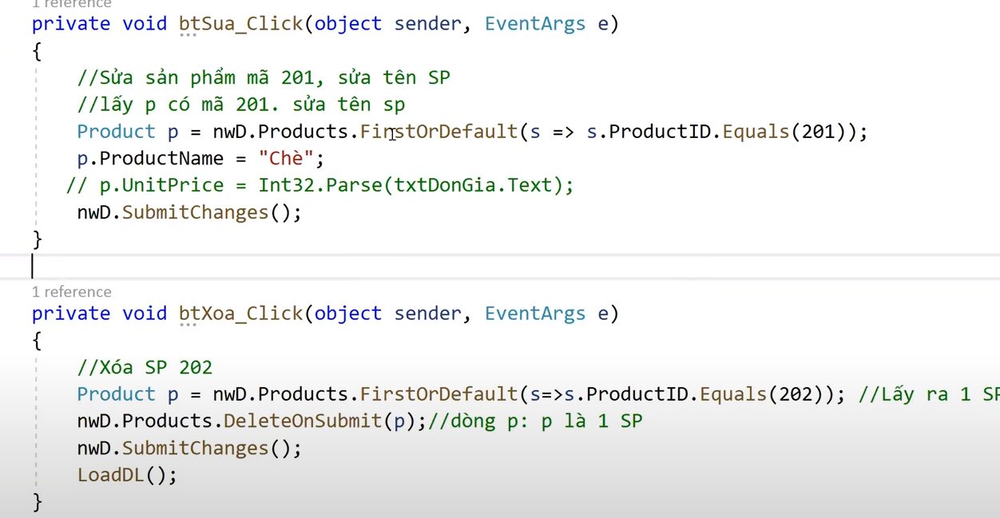 1 reference
private void btSua_Click(object sender, EventArgs e)
{
//Sửa sản phẩm mã 201, sửa tên SP
//lấy p có mã 201. sửa tên sp
Product p = nwD.Products.FirstOrDefault(s => s.ProductID.Equals(201));
p.ProductName = "Chè";
// p.UnitPrice = Int32.Parse(txtDonGia.Text);
nwD.SubmitChanges();
}
1 reference
private void btXoa_Click(object sender, EventArgs e)
{
//Xóa SP 202
Product p = nwD.Products.FirstOrDefault(s=>s.ProductID.Equals(202)); //Lấy ra 1 SP
nwD.Products.DeleteOnSubmit(p);//dòng p: p là 1 SP
nwD.SubmitChanges();
LoadDL();
}